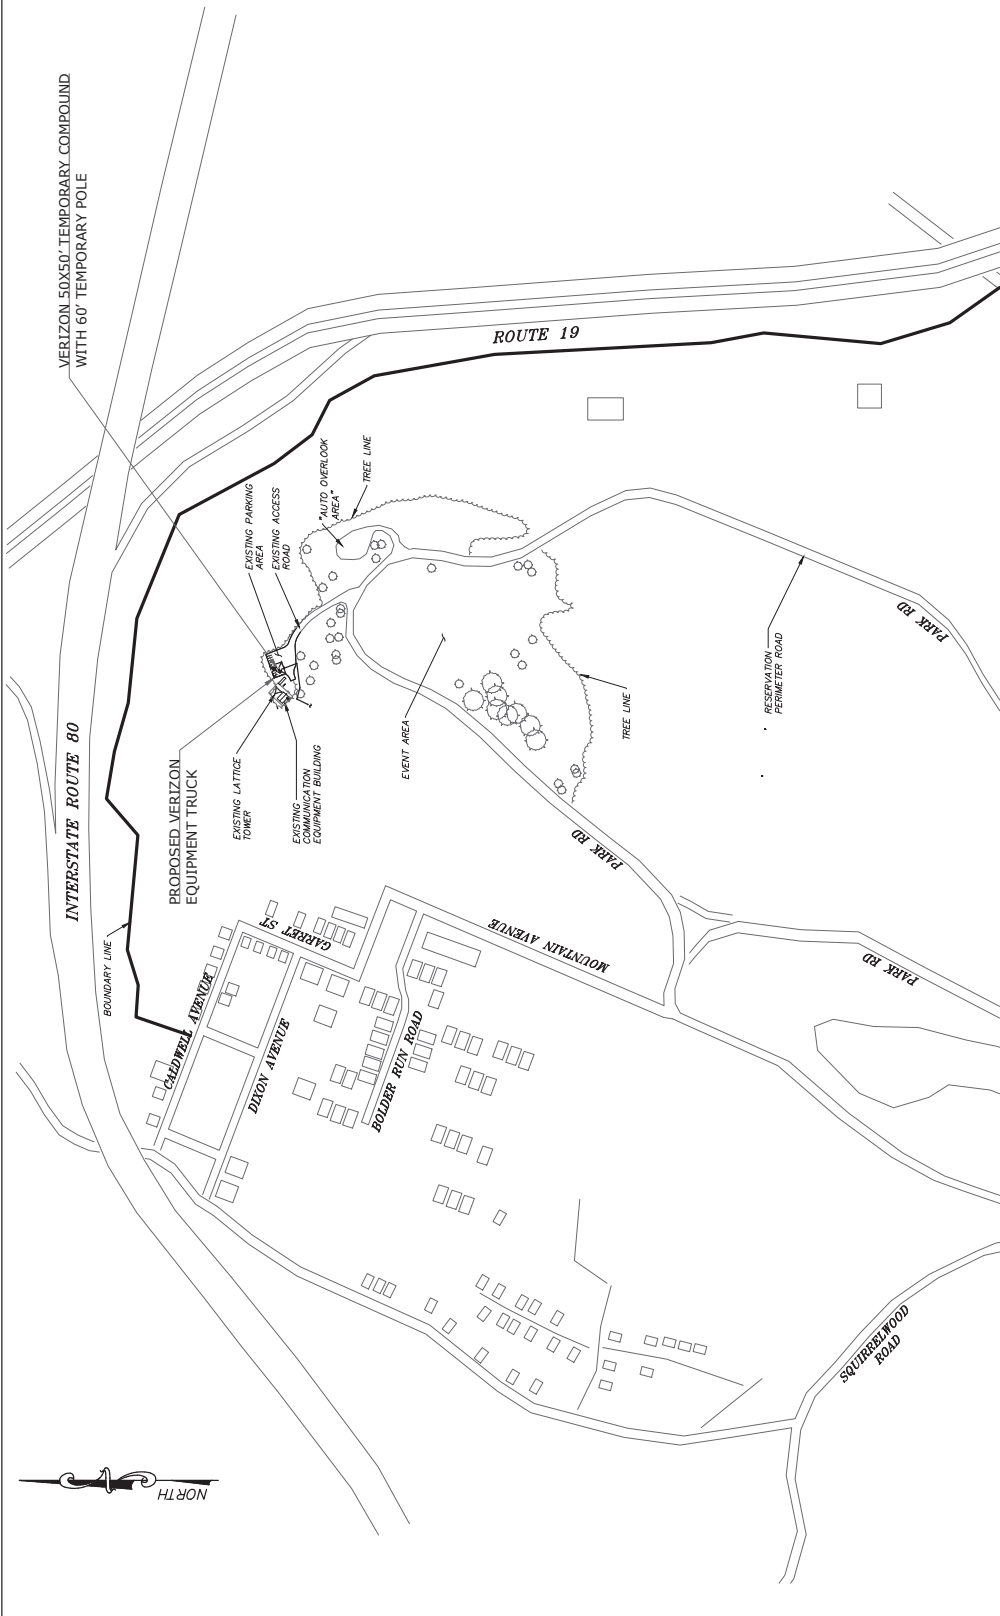 VERIZON 50X50' TEMPORARY COMPOUND
WITH 60' TEMPORARY POLE
ROUTE 19
"AUTO OVERLOOK
AREA"
TREE LINE
EXISTING PARKING
AREA
EXISTING ACCESS
ROAD
PARK RD
RESERVATION
PERIMETER ROAD
TREE LINE
EVENT AREA
INTERSTATE ROUTE 80
PROPOSED VERIZON
EQUIPMENT TRUCK
EXISTING LATTICE
TOWER
EXISTING
COMMUNICATION
EQUIPMENT BUILDING
PARK RD
BOUNDARY LINE
GARRET ST
MOUNTAIN AVENUE
PARK RD
CALDWELL AVENUE
DIXON AVENUE
BOLDER RUN ROAD
SQUIRRELWOOD
ROAD
NORTH